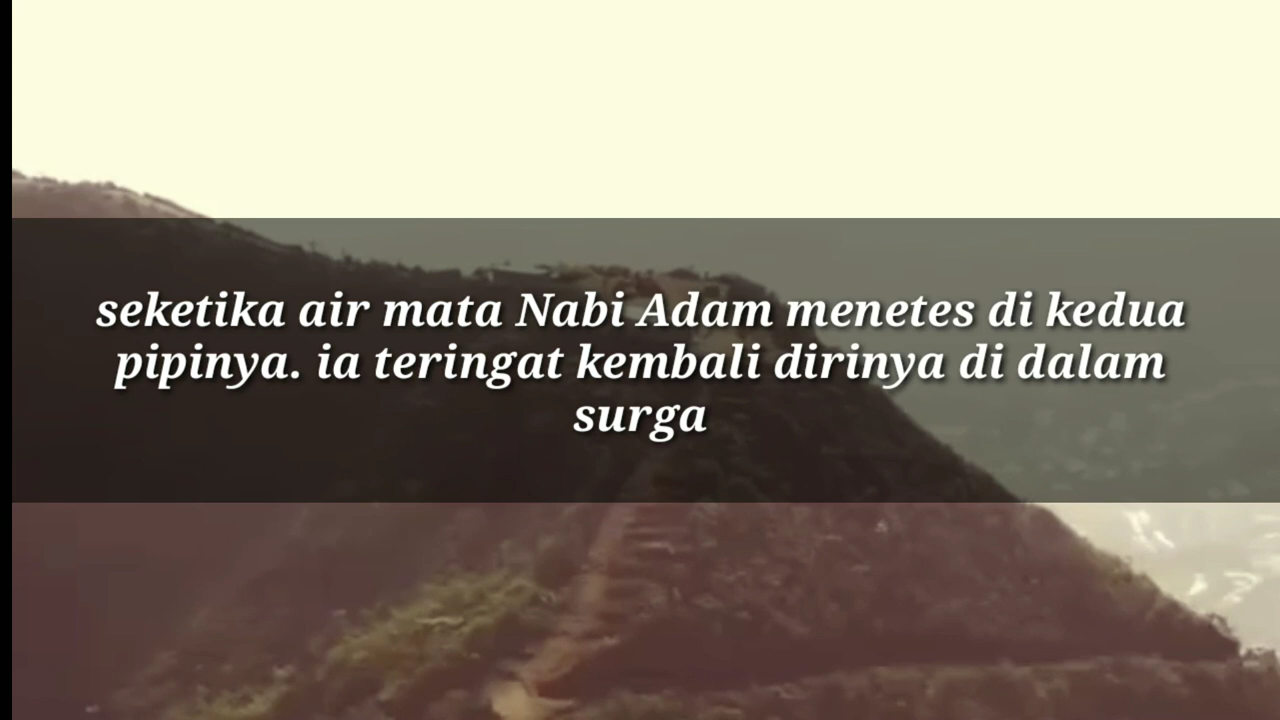 seketika air mata Nabi Adam menetes di kedua
pipinya. ia teringat kembali dirinya di dalam
surga